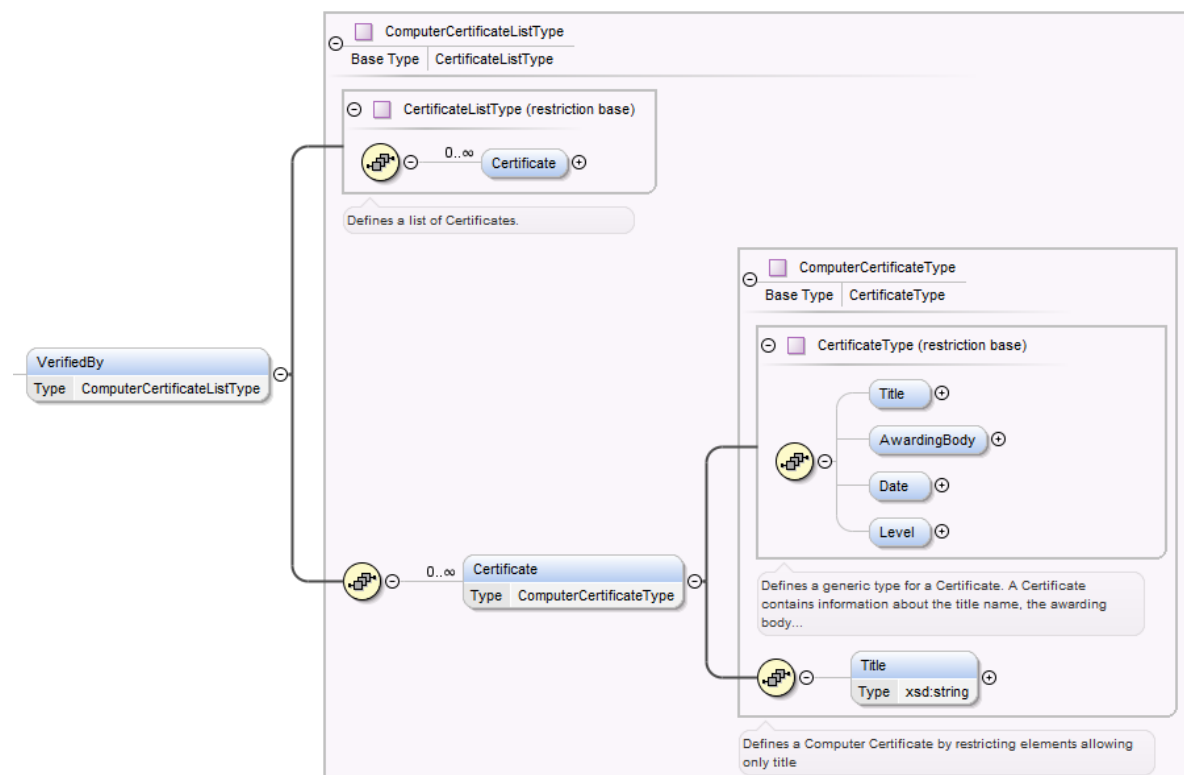 ComputerCertificateListType
Base Type CertificateListType
CertificateListType (restriction base)
0..∞ Certificate
Defines a list of Certificates.
ComputerCertificateType
Base Type CertificateType
CertificateType (restriction base)
Title
AwardingBody
Date
Level
Defines a generic type for a Certificate. A Certificate
contains information about the title name, the awarding
body...
VerifiedBy
Type ComputerCertificateListType
0..∞ Certificate
Type ComputerCertificateType
Title
Type xsd:string
Defines a Computer Certificate by restricting elements allowing
only title